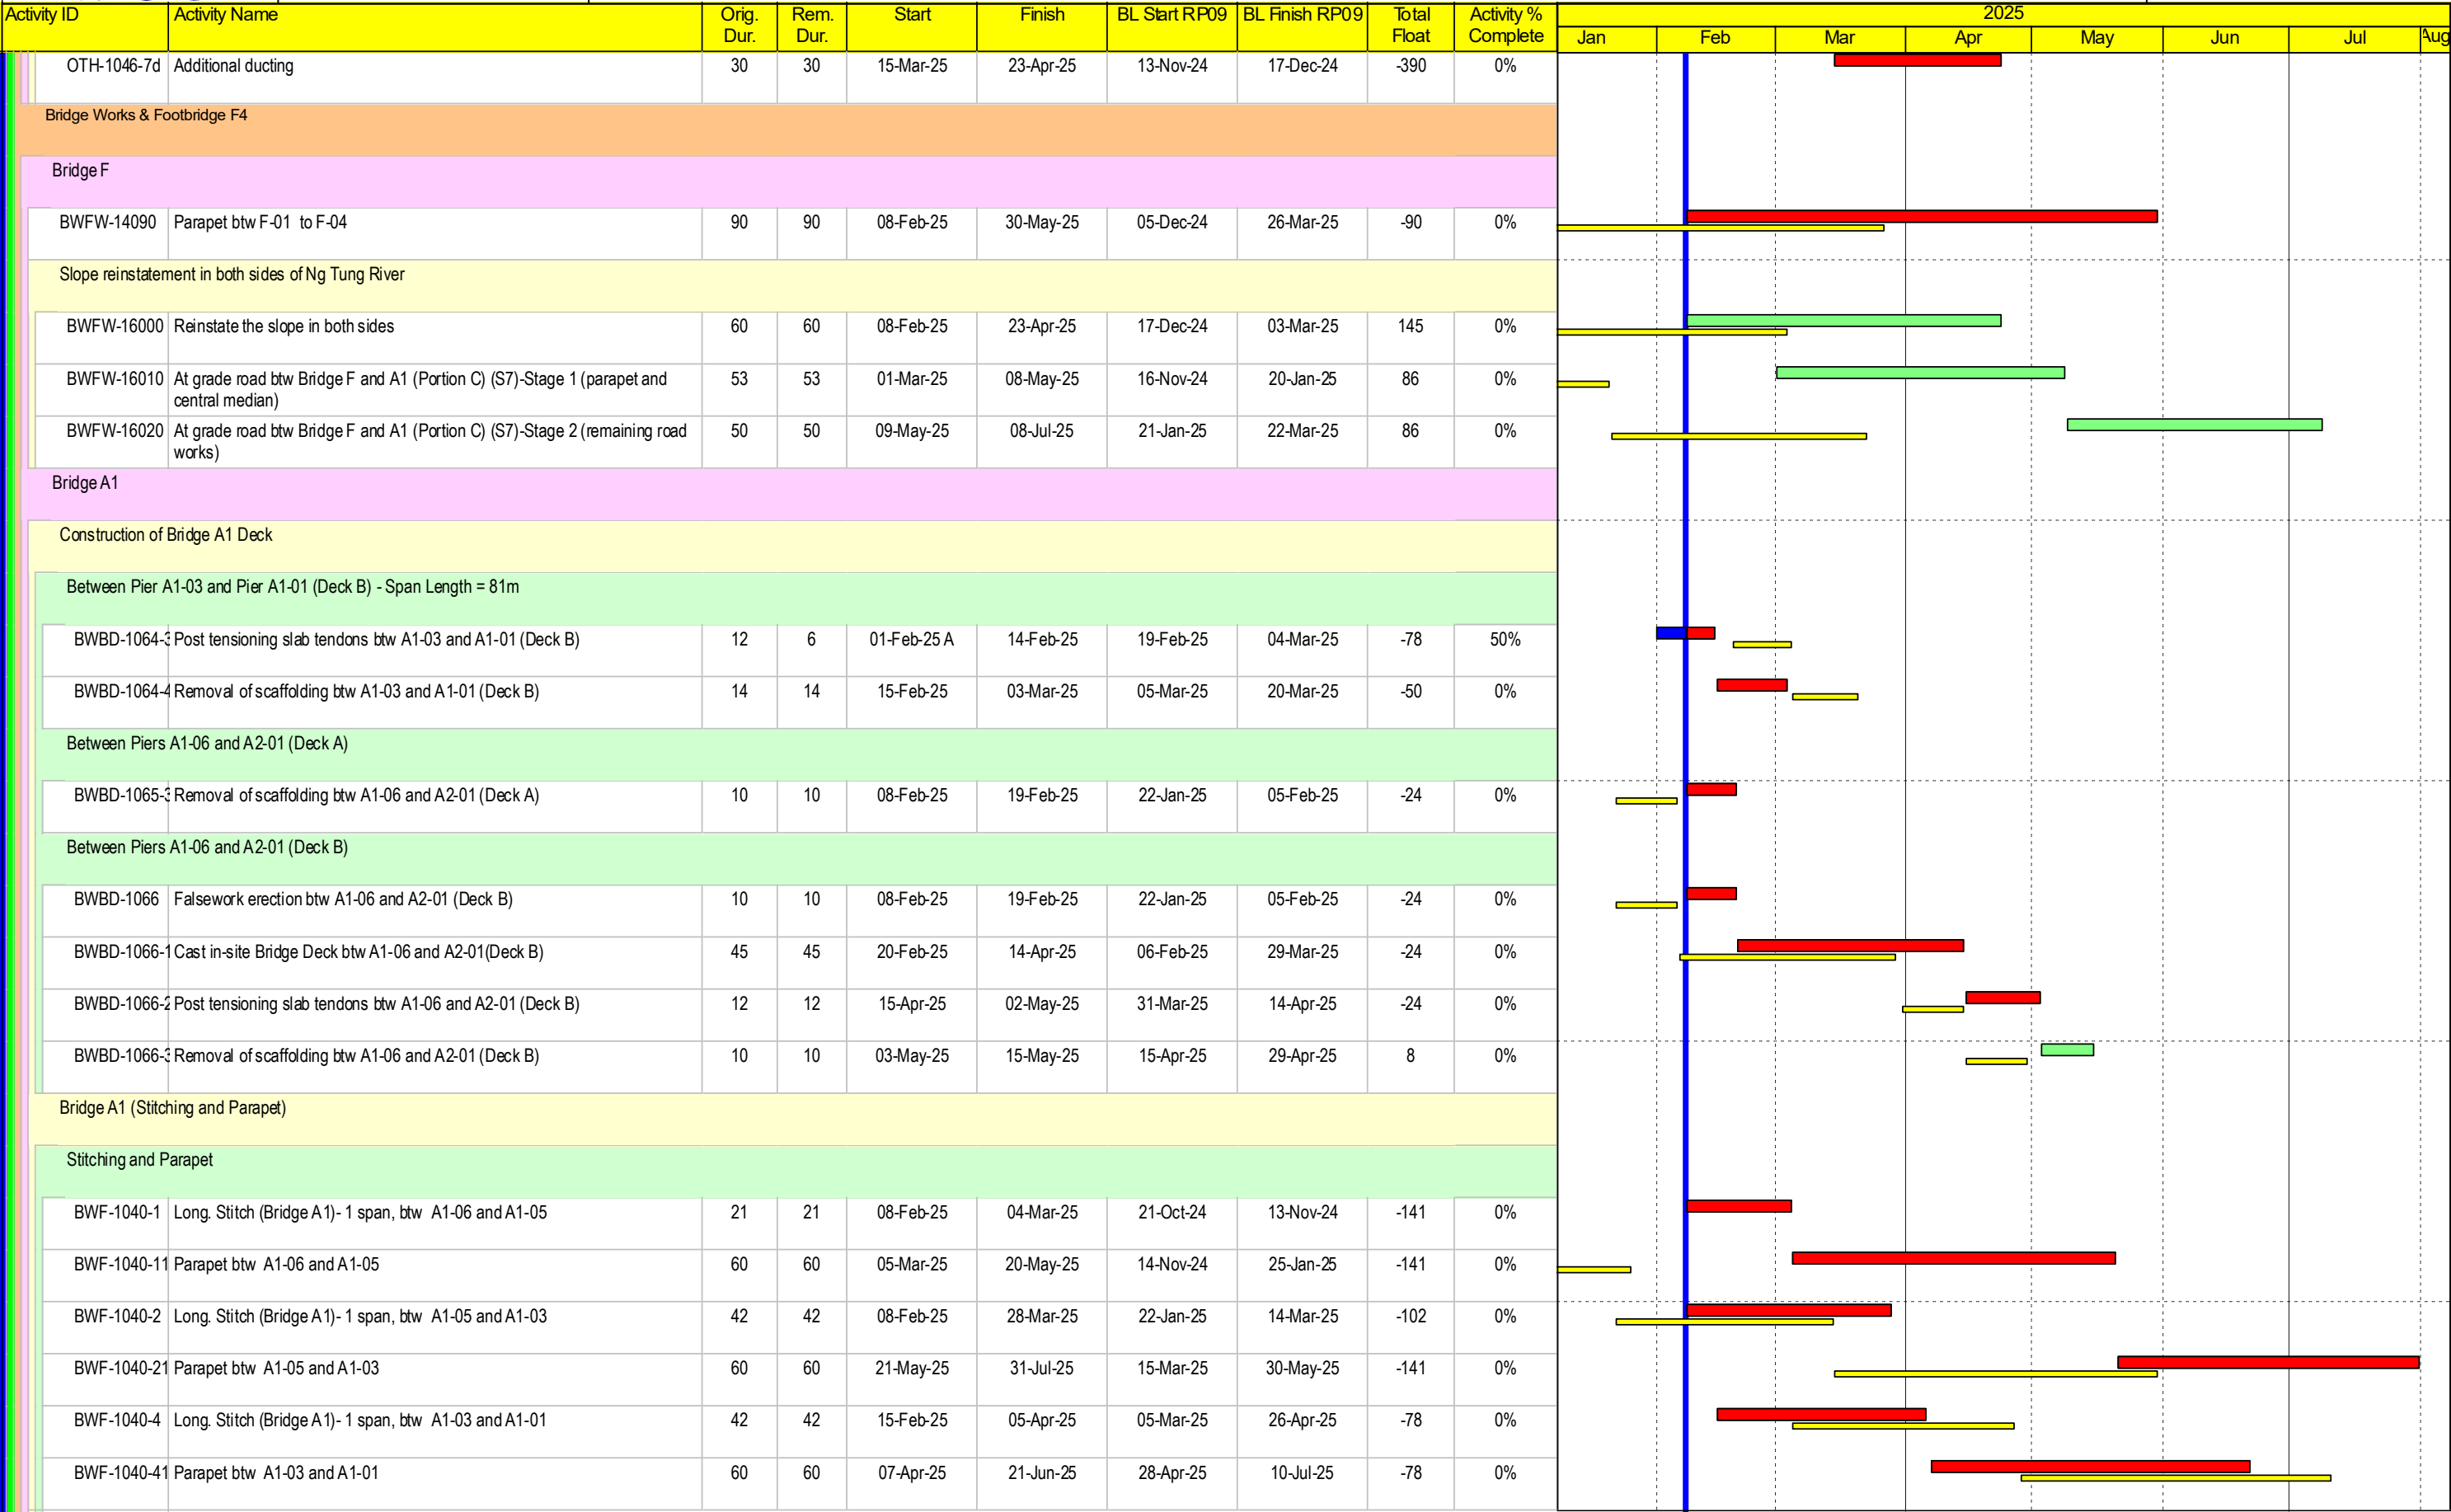 Activity ID Activity Name Orig. Dur. Rem. Dur. Start Finish BL Start RP09 BL Finish RP09 Total Float Activity % Complete 2025
Jan Feb Mar Apr May Jun Jul Aug
OTH-1046-7d Additional ducting 30 30 15-Mar-25 23-Apr-25 13-Nov-24 17-Dec-24 -390 0%
Bridge Works & Footbridge F4
Bridge F
BWFW-14090 Parapet btw F-01 to F-04 90 90 08-Feb-25 30-May-25 05-Dec-24 26-Mar-25 -90 0%
Slope reinstatement in both sides of Ng Tung River
BWFW-16000 Reinstate the slope in both sides 60 60 08-Feb-25 23-Apr-25 17-Dec-24 03-Mar-25 145 0%
BWFW-16010 At grade road btw Bridge F and A1 (Portion C) (S7)-Stage 1 (parapet and 53 53 01-Mar-25 08-May-25 16-Nov-24 20-Jan-25 86 0%
central median)
BWFW-16020 At grade road btw Bridge F and A1 (Portion C) (S7)-Stage 2 (remaining road 50 50 09-May-25 08-Jul-25 21-Jan-25 22-Mar-25 86 0%
works)
Bridge A1
Construction of Bridge A1 Deck
Between Pier A1-03 and Pier A1-01 (Deck B) - Span Length = 81m
BWBD-1064-3 Post tensioning slab tendons btw A1-03 and A1-01 (Deck B) 12 6 01-Feb-25 A 14-Feb-25 19-Feb-25 04-Mar-25 -78 50%
BWBD-1064-4 Removal of scaffolding btw A1-03 and A1-01 (Deck B) 14 14 15-Feb-25 03-Mar-25 05-Mar-25 20-Mar-25 -50 0%
Between Piers A1-06 and A2-01 (Deck A)
BWBD-1065-3 Removal of scaffolding btw A1-06 and A2-01 (Deck A) 10 10 08-Feb-25 19-Feb-25 22-Jan-25 05-Feb-25 -24 0%
Between Piers A1-06 and A2-01 (Deck B)
BWBD-1066 Falsework erection btw A1-06 and A2-01 (Deck B) 10 10 08-Feb-25 19-Feb-25 22-Jan-25 05-Feb-25 -24 0%
BWBD-1066-1 Cast in-site Bridge Deck btw A1-06 and A2-01(Deck B) 45 45 20-Feb-25 14-Apr-25 06-Feb-25 29-Mar-25 -24 0%
BWBD-1066-2 Post tensioning slab tendons btw A1-06 and A2-01 (Deck B) 12 12 15-Apr-25 02-May-25 31-Mar-25 14-Apr-25 -24 0%
BWBD-1066-3 Removal of scaffolding btw A1-06 and A2-01 (Deck B) 10 10 03-May-25 15-May-25 15-Apr-25 29-Apr-25 8 0%
Bridge A1 (Stitching and Parapet)
Stitching and Parapet
BWF-1040-1 Long. Stitch (Bridge A1)- 1 span, btw A1-06 and A1-05 21 21 08-Feb-25 04-Mar-25 21-Oct-24 13-Nov-24 -141 0%
BWF-1040-11 Parapet btw A1-06 and A1-05 60 60 05-Mar-25 20-May-25 14-Nov-24 25-Jan-25 -141 0%
BWF-1040-2 Long. Stitch (Bridge A1)- 1 span, btw A1-05 and A1-03 42 42 08-Feb-25 28-Mar-25 22-Jan-25 14-Mar-25 -102 0%
BWF-1040-21 Parapet btw A1-05 and A1-03 60 60 21-May-25 31-Jul-25 15-Mar-25 30-May-25 -141 0%
BWF-1040-4 Long. Stitch (Bridge A1)- 1 span, btw A1-03 and A1-01 42 42 15-Feb-25 05-Apr-25 05-Mar-25 26-Apr-25 -78 0%
BWF-1040-41 Parapet btw A1-03 and A1-01 60 60 07-Apr-25 21-Jun-25 28-Apr-25 10-Jul-25 -78 0%